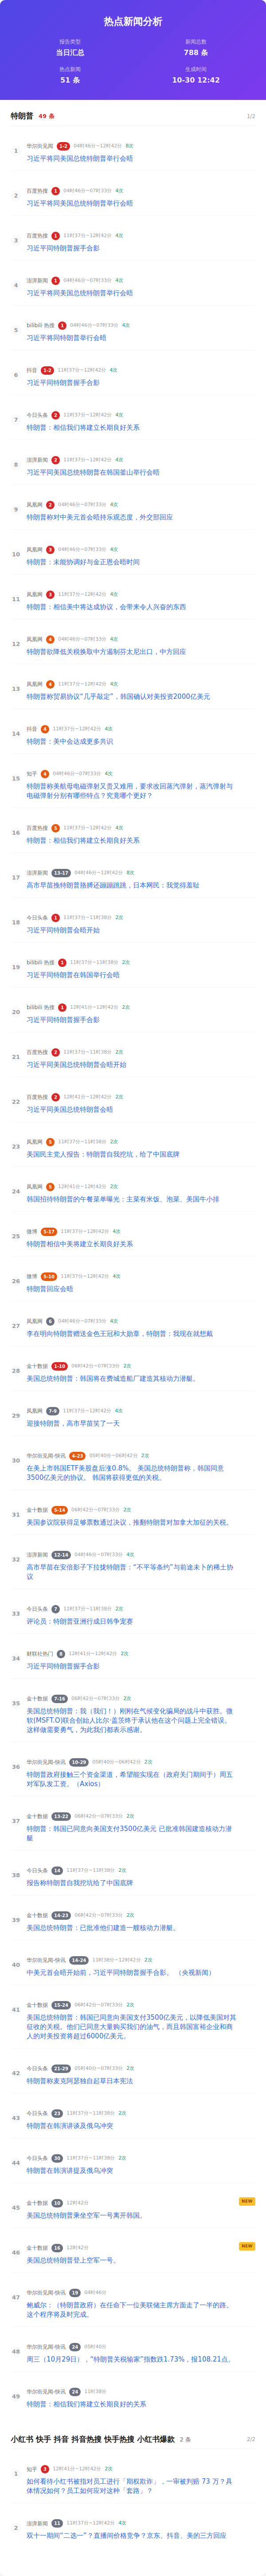 热点新闻分析
报告类型
当日汇总
新闻总数
788 条
热点新闻
51 条
生成时间
10-30 12:42
特朗普 49 条 1/2
1 华尔街见闻 1-2 04时46分~12时42分 8次
习近平将同美国总统特朗普举行会晤
2 百度热搜 1 04时46分~07时33分 4次
习近平将同美国总统特朗普举行会晤
3 百度热搜 1 11时37分~12时42分 4次
习近平同特朗普握手合影
4 澎湃新闻 1 04时46分~07时33分 4次
习近平将同美国总统特朗普举行会晤
5 bilibili 热搜 1 04时46分~07时33分 4次
习近平将同特朗普举行会晤
6 抖音 1-2 11时37分~12时42分 4次
习近平同特朗普握手合影
7 今日头条 2 11时37分~12时42分 4次
特朗普：相信我们将建立长期良好关系
8 澎湃新闻 2 11时37分~12时42分 4次
习近平同美国总统特朗普在韩国釜山举行会晤
9 凤凰网 2 04时46分~07时33分 4次
特朗普称对中美元首会晤持乐观态度，外交部回应
10 凤凰网 3 04时46分~07时33分 4次
特朗普：未能协调好与金正恩会晤时间
11 凤凰网 3 11时37分~12时42分 4次
特朗普：相信美中将达成协议，会带来令人兴奋的东西
12 凤凰网 4 04时46分~07时33分 4次
特朗普欲降低关税换取中方遏制芬太尼出口，中方回应
13 凤凰网 4 11时37分~12时42分 4次
特朗普称贸易协议“几乎敲定”，韩国确认对美投资2000亿美元
14 抖音 4 11时37分~12时42分 4次
特朗普：美中会达成更多共识
15 知乎 4 04时46分~07时33分 4次
特朗普称美航母电磁弹射又贵又难用，要求改回蒸汽弹射，蒸汽弹射与
电磁弹射分别有哪些特点？究竟哪个更好？
16 百度热搜 5 11时37分~12时42分 4次
特朗普：相信我们将建立长期良好关系
17 澎湃新闻 13-17 04时46分~12时42分 8次
高市早苗挽特朗普胳膊还蹦蹦跳跳，日本网民：我觉得羞耻
18 今日头条 1 11时37分~11时38分 2次
习近平同特朗普会晤开始
19 bilibili 热搜 1 11时37分~11时38分 2次
习近平同特朗普在韩国举行会晤
20 bilibili 热搜 1 12时41分~12时42分 2次
习近平同特朗普握手合影
21 百度热搜 2 11时37分~11时38分 2次
习近平同美国总统特朗普会晤开始
22 百度热搜 2 12时41分~12时42分 2次
习近平同美国总统特朗普会晤
23 凤凰网 5 11时37分~11时38分 2次
美国民主党人报告：特朗普自我挖坑，给了中国底牌
24 凤凰网 5 12时41分~12时42分 2次
韩国招待特朗普的午餐菜单曝光：主菜有米饭、泡菜、美国牛小排
25 微博 5-17 11时37分~12时42分 4次
特朗普相信中美将建立长期良好关系
26 微博 5-10 11时37分~12时42分 4次
特朗普回应会晤
27 凤凰网 6 04时46分~07时33分 4次
李在明向特朗普赠送金色王冠和大勋章，特朗普：我现在就想戴
28 金十数据 1-10 06时42分~07时33分 2次
美国总统特朗普：韩国将在费城造船厂建造其核动力潜艇。
29 凤凰网 7-9 11时37分~12时42分 4次
迎接特朗普，高市早苗哭了一天
30 华尔街见闻-快讯 4-23 05时40分~06时42分 2次
在美上市韩国ETF美股盘后涨0.8%。 美国总统特朗普称，韩国同意
3500亿美元的协议。 韩国将获得更低的关税。
31 金十数据 5-14 06时42分~07时33分 2次
美国参议院获得足够票数通过决议，推翻特朗普对加拿大加征的关税。
32 澎湃新闻 12-14 04时46分~07时33分 4次
高市早苗在安倍影子下拉拢特朗普：“不平等条约”与前途未卜的稀土协
议
33 今日头条 7 11时37分~11时38分 2次
评论员：特朗普亚洲行成日韩争宠赛
34 财联社热门 8 12时41分~12时42分 2次
习近平同特朗普握手合影
35 金十数据 7-16 06时42分~07时33分 2次
美国总统特朗普：我（我们！）刚刚在气候变化骗局的战斗中获胜。微
软(MSFT.O)联合创始人比尔·盖茨终于承认他在这个问题上完全错误。
这样做需要勇气，为此我们都表示感谢。
36 华尔街见闻-快讯 10-29 05时40分~06时42分 2次
特朗普政府接触三个资金渠道，希望能实现在（政府关门期间于）周五
对军队发工资。（Axios）
37 金十数据 13-22 06时42分~07时33分 2次
特朗普：韩国已同意向美国支付3500亿美元 已批准韩国建造核动力潜
艇
38 今日头条 14 11时37分~11时38分 2次
报告称特朗普自我挖坑给了中国底牌
39 金十数据 14-23 06时42分~07时33分 2次
美国总统特朗普：已批准他们建造一艘核动力潜艇。
40 华尔街见闻-快讯 14-24 11时38分~12时42分 2次
中美元首会晤开始前，习近平同特朗普握手合影。 （央视新闻）
41 金十数据 15-24 06时42分~07时33分 2次
美国总统特朗普：韩国已同意向美国支付3500亿美元，以降低美国对其
征收的关税。他们已同意大量购买我们的油气，而且韩国富裕企业和商
人的对美投资将超过6000亿美元。
42 今日头条 21-29 05时40分~07时33分 2次
特朗普称麦克阿瑟独自起草日本宪法
43 今日头条 23 11时37分~11时38分 2次
特朗普在韩演讲谈及俄乌冲突
44 今日头条 30 11时37分~11时38分 2次
特朗普在韩演讲提及俄乌冲突
45 金十数据 10 12时42分 NEW
美国总统特朗普乘坐空军一号离开韩国。
46 金十数据 16 12时42分 NEW
美国总统特朗普登上空军一号。
47 华尔街见闻-快讯 19 04时46分
鲍威尔：（特朗普政府）在任命下一位美联储主席方面走了一半的路。
这个程序将及时完成。
48 华尔街见闻-快讯 24 05时40分
周三（10月29日），“特朗普关税输家”指数跌1.73%，报108.21点。
49 华尔街见闻-快讯 24 11时38分
特朗普：相信我们将建立长期良好的关系
小红书 快手 抖音 抖音热搜 快手热搜 小红书爆款 2 条 2/2
1 知乎 3 12时41分~12时42分 2次
如何看待小红书被指对员工进行「期权欺诈」，一审被判赔 73 万？具
体情况如何？员工如何应对这种「套路」？
2 澎湃新闻 11 11时37分~12时42分 4次
双十一期间“二选一”？直播间价格竞争？京东、抖音、美的三方回应